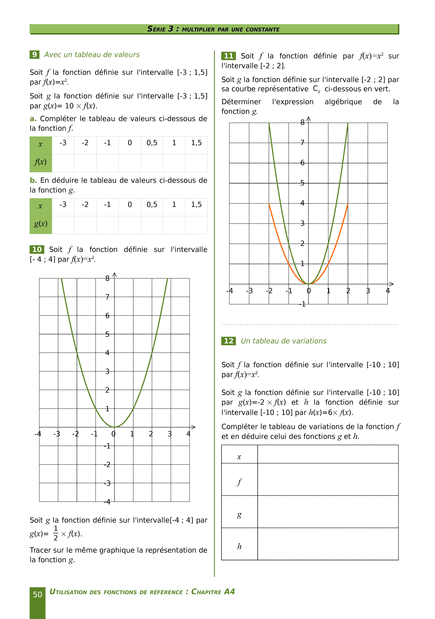 SÉRIE 3 : MULTIPLIER PAR UNE CONSTANTE
9 Avec un tableau de valeurs
Soit f la fonction définie sur l'intervalle [-3 ; 1,5]
par f(x)=x².
Soit g la fonction définie sur l'intervalle [-3 ; 1,5]
par g(x)= 10 × f(x).
a. Compléter le tableau de valeurs ci-dessous de
la fonction f.
x -3 -2 -1 0 0,5 1 1,5
f(x)
b. En déduire le tableau de valeurs ci-dessous de
la fonction g.
x -3 -2 -1 0 0,5 1 1,5
g(x)
10 Soit f la fonction définie sur l'intervalle
[- 4 ; 4] par f(x)=x².
8
7
6
5
4
3
2
1
-4 -3 -2 -1 0 1 2 3 4
-1
-2
-3
-4
Soit g la fonction définie sur l'intervalle[-4 ; 4] par
g(x)= 1/2 × f(x).
Tracer sur le même graphique la représentation de
la fonction g.
11 Soit f la fonction définie par f(x)=x² sur
l'intervalle [-2 ; 2].
Soit g la fonction définie sur l'intervalle [-2 ; 2] par
sa courbe représentative Cg ci-dessous en vert.
Déterminer l'expression algébrique de la
fonction g.
8
7
6
5
4
3
2
1
-4 -3 -2 -1 0 1 2 3 4
-1
12 Un tableau de variations
Soit f la fonction définie sur l'intervalle [-10 ; 10]
par f(x)=x².
Soit g la fonction définie sur l'intervalle [-10 ; 10]
par g(x)=-2 × f(x) et h la fonction définie sur
l'intervalle [-10 ; 10] par h(x)=6× f(x).
Compléter le tableau de variations de la fonction f
et en déduire celui des fonctions g et h.
x
f
g
h
50 UTILISATION DES FONCTIONS DE RÉFÉRENCE : CHAPITRE A4